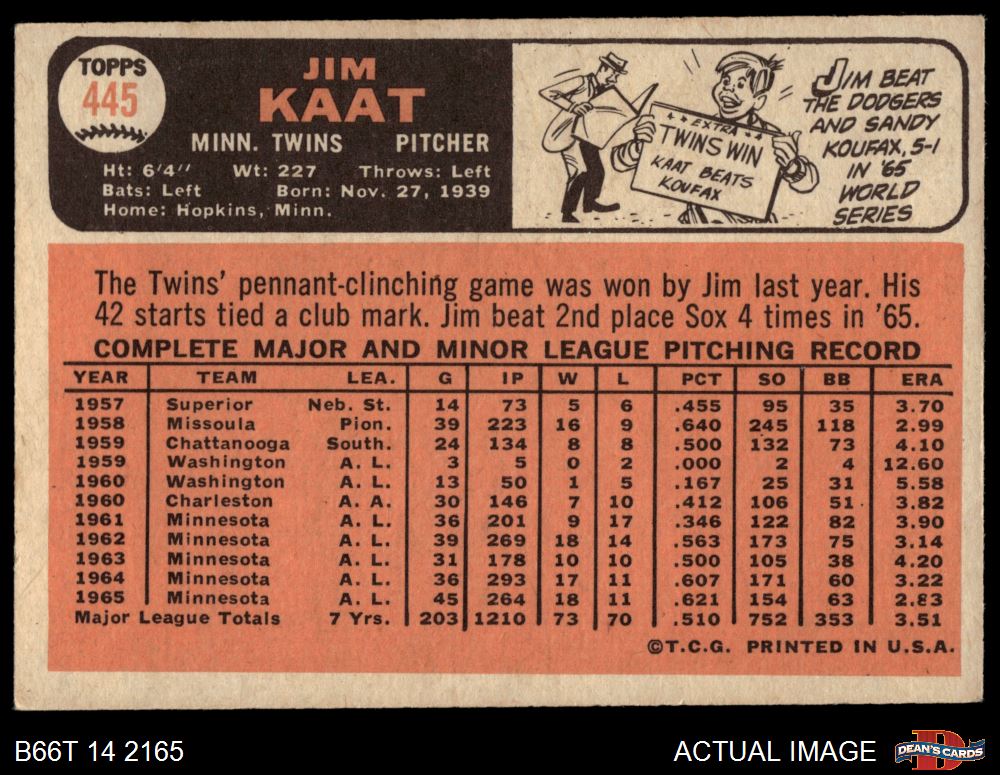 TOPPS
445
JIM
KAAT
MINN. TWINS PITCHER
Ht: 6'4" Wt: 227 Throws: Left
Bats: Left Born: Nov. 27, 1939
Home: Hopkins, Minn.
EXTRA
TWINS WIN
KAAT BEATS
KOUFAX
JIM BEAT
THE DODGERS
AND SANDY
KOUFAX, 5-1
IN '65
WORLD
SERIES
The Twins' pennant-clinching game was won by Jim last year. His
42 starts tied a club mark. Jim beat 2nd place Sox 4 times in '65.
COMPLETE MAJOR AND MINOR LEAGUE PITCHING RECORD
YEAR TEAM LEA. G IP W L PCT SO BB ERA
1957 Superior Neb. St. 14 73 5 6 .455 95 35 3.70
1958 Missoula Pion. 39 223 16 9 .640 245 118 2.99
1959 Chattanooga South. 24 134 8 8 .500 132 73 4.10
1959 Washington A. L. 3 5 0 2 .000 2 4 12.60
1960 Washington A. L. 13 50 1 5 .167 25 31 5.58
1960 Charleston A. A. 30 146 7 10 .412 106 51 3.82
1961 Minnesota A. L. 36 201 9 17 .346 122 82 3.90
1962 Minnesota A. L. 39 269 18 14 .563 173 75 3.14
1963 Minnesota A. L. 31 178 10 10 .500 105 38 4.20
1964 Minnesota A. L. 36 293 17 11 .607 171 60 3.22
1965 Minnesota A. L. 45 264 18 11 .621 154 63 2.83
Major League Totals 7 Yrs. 203 1210 73 70 .510 752 353 3.51
©T.C.G. PRINTED IN U.S.A.
B66T 14 2165
ACTUAL IMAGE
DEAN'S CARDS